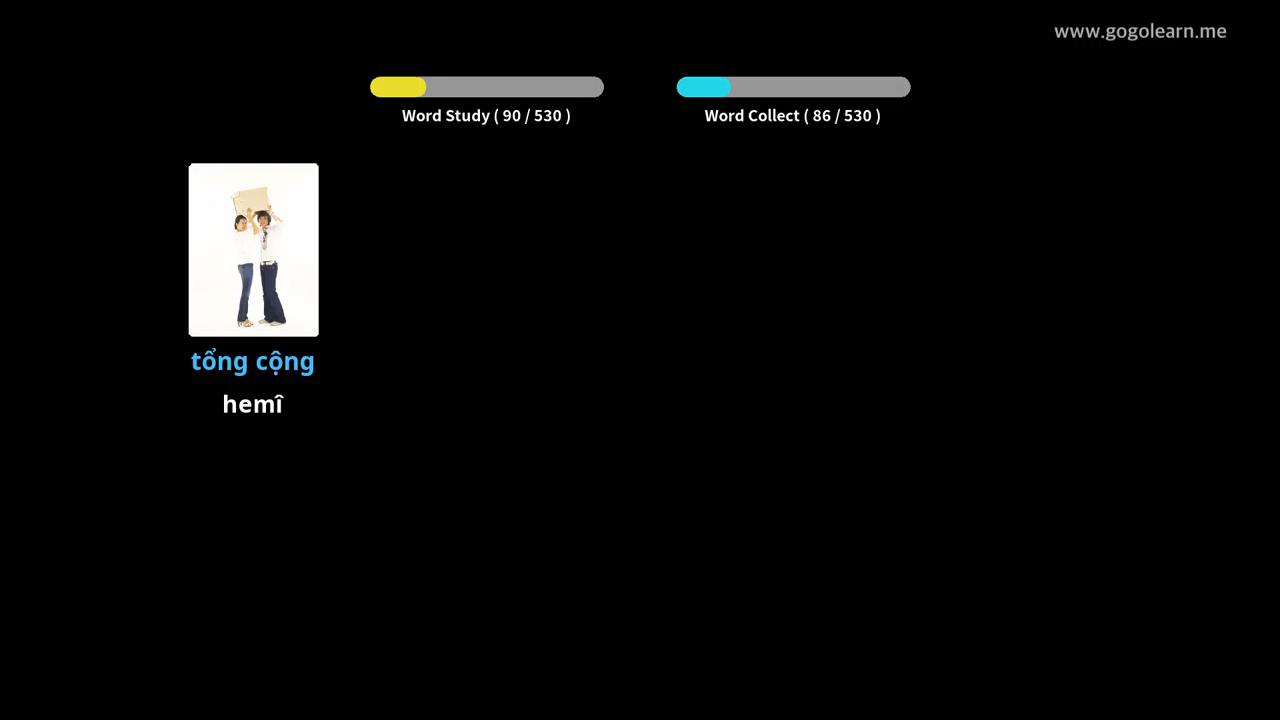 www.gogolearn.me
Word Study ( 90 / 530 )
Word Collect ( 86 / 530 )
tổng cộng
hemî